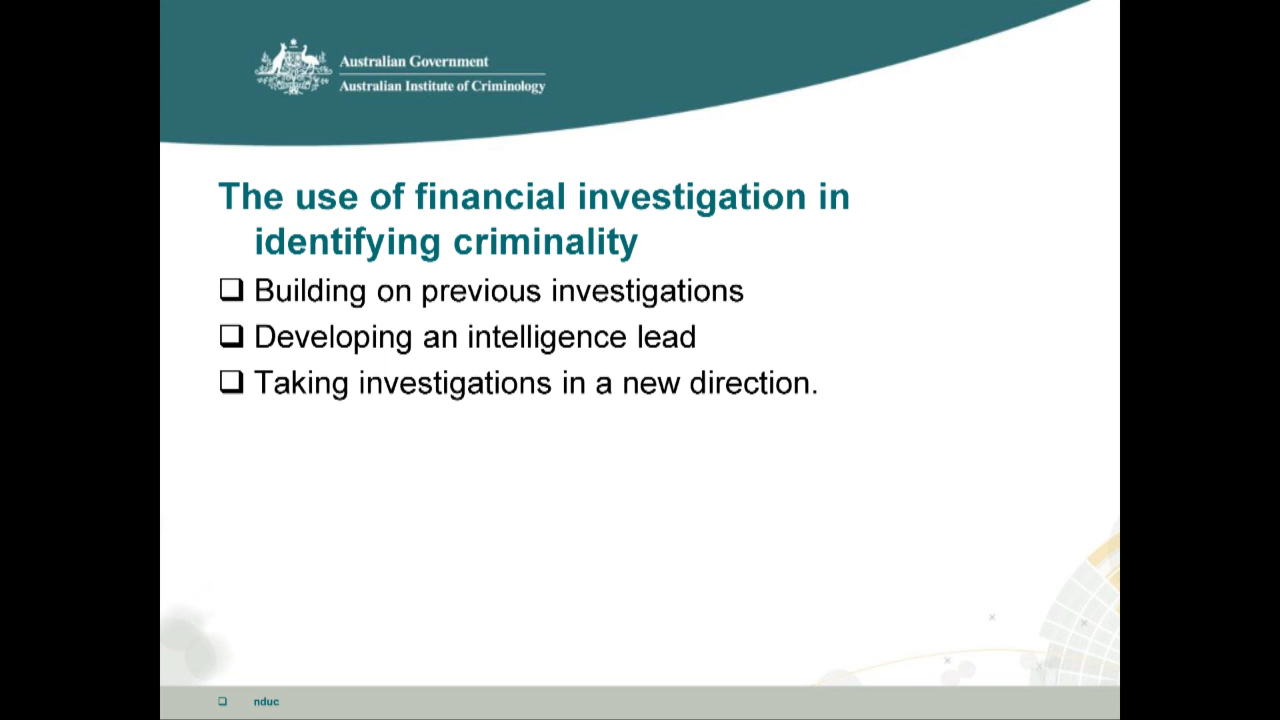 Australian Government
Australian Institute of Criminology
The use of financial investigation in
identifying criminality
❑ Building on previous investigations
❑ Developing an intelligence lead
❑ Taking investigations in a new direction.
❑ nduc